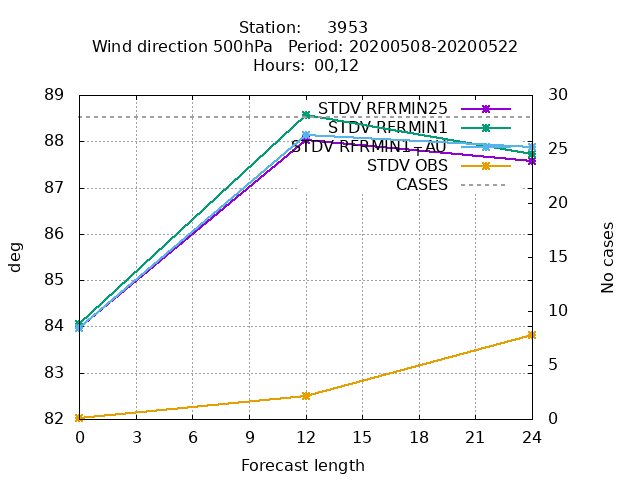 Station: 3953
Wind direction 500hPa Period: 20200508-20200522
Hours: 00,12
89
88
87
86
85
84
83
82
30
25
20
15
10
5
0
STDV RFRMIN25
STDV RFRMIN1
STDV RFRMIN1+AU
STDV OBS
CASES
deg
No cases
0 3 6 9 12 15 18 21 24
Forecast length